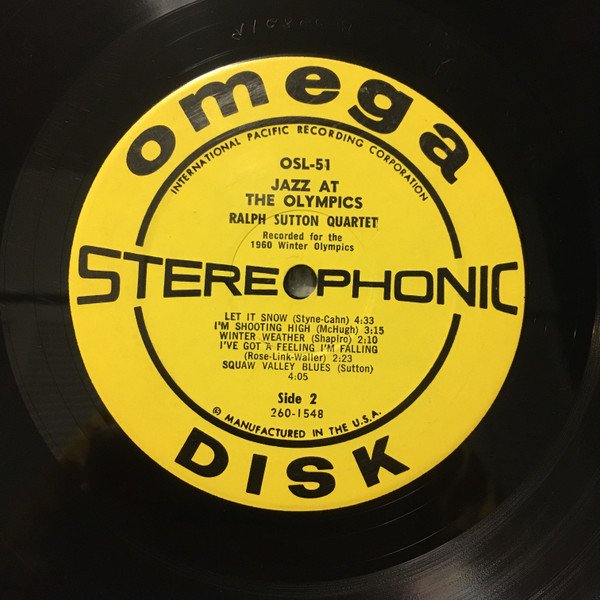 omega
INTERNATIONAL PACIFIC RECORDING CORPORATION
OSL-51
JAZZ AT
THE OLYMPICS
RALPH SUTTON QUARTET
Recorded for the
1960 Winter Olympics
STEREOPHONIC
LET IT SNOW (Styne-Cahn) 4:33
I'M SHOOTING HIGH (McHugh) 3:15
WINTER WEATHER (Shapiro) 2:10
I'VE GOT A FEELING I'M FALLING
(Rose-Link-Waller) 2:23
SQUAW VALLEY BLUES (Sutton)
4:05
Side 2
260-1548
MANUFACTURED IN THE U.S.A.
DISK